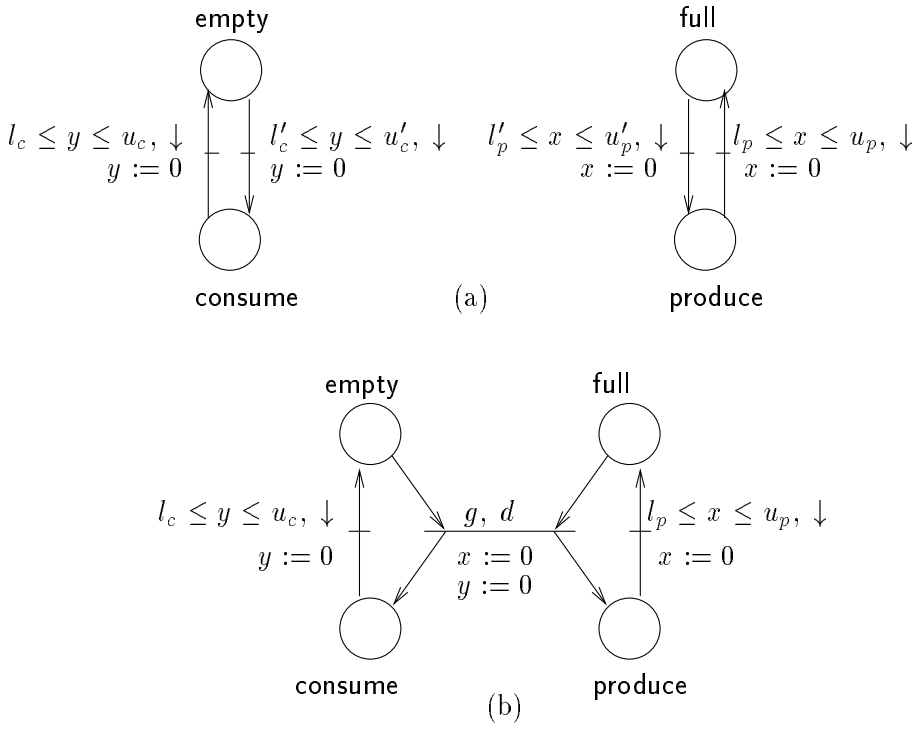 empty full
l_c ≤ y ≤ u_c, ↓ l'_c ≤ y ≤ u'_c, ↓ l'_p ≤ x ≤ u'_p, ↓ l_p ≤ x ≤ u_p, ↓
y := 0 y := 0 x := 0 x := 0
consume (a) produce
empty full
l_c ≤ y ≤ u_c, ↓ g, d l_p ≤ x ≤ u_p, ↓
y := 0 x := 0 x := 0
y := 0
consume (b) produce